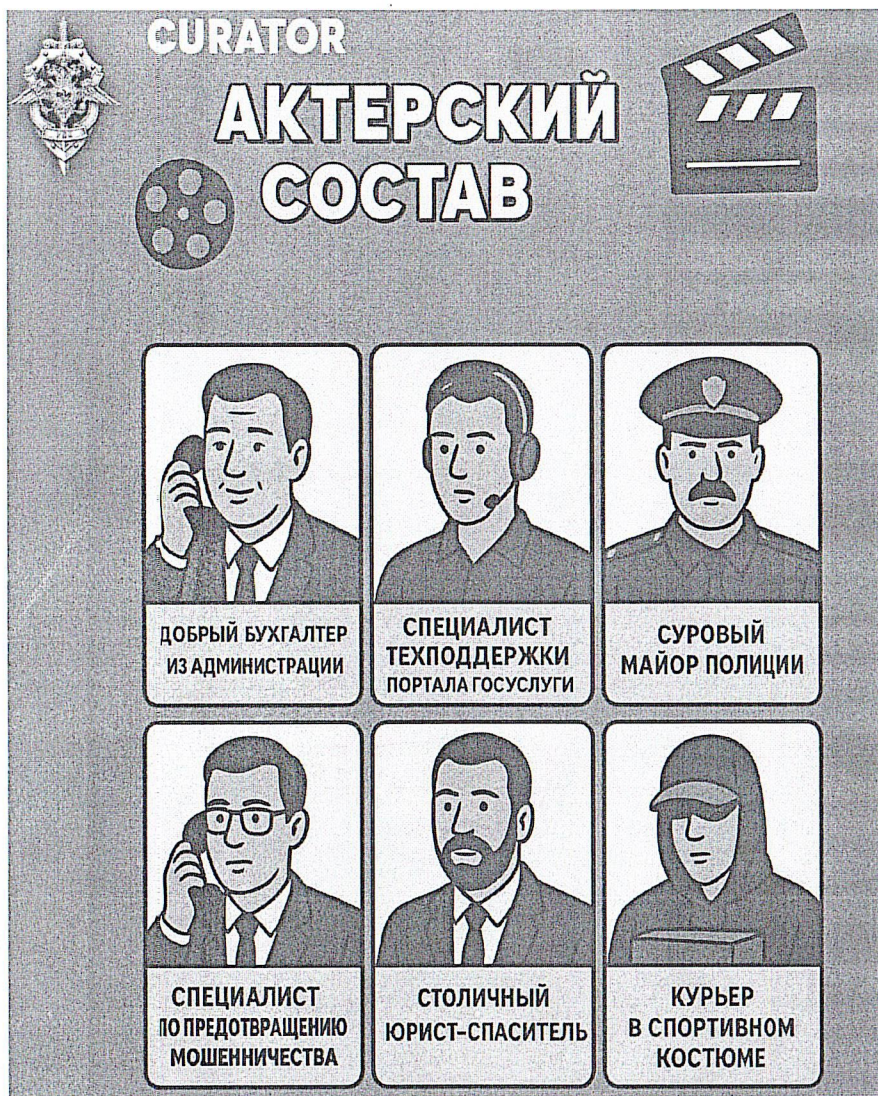 CURATOR
АКТЕРСКИЙ
СОСТАВ
ДОБРЫЙ БУХГАЛТЕР
ИЗ АДМИНИСТРАЦИИ
СПЕЦИАЛИСТ
ТЕХПОДДЕРЖКИ
ПОРТАЛА ГОСУСЛУГИ
СУРОВЫЙ
МАЙОР ПОЛИЦИИ
СПЕЦИАЛИСТ
ПО ПРЕДОТВРАЩЕНИЮ
МОШЕННИЧЕСТВА
СТОЛИЧНЫЙ
ЮРИСТ-СПАСИТЕЛЬ
КУРЬЕР
В СПОРТИВНОМ
КОСТЮМЕ